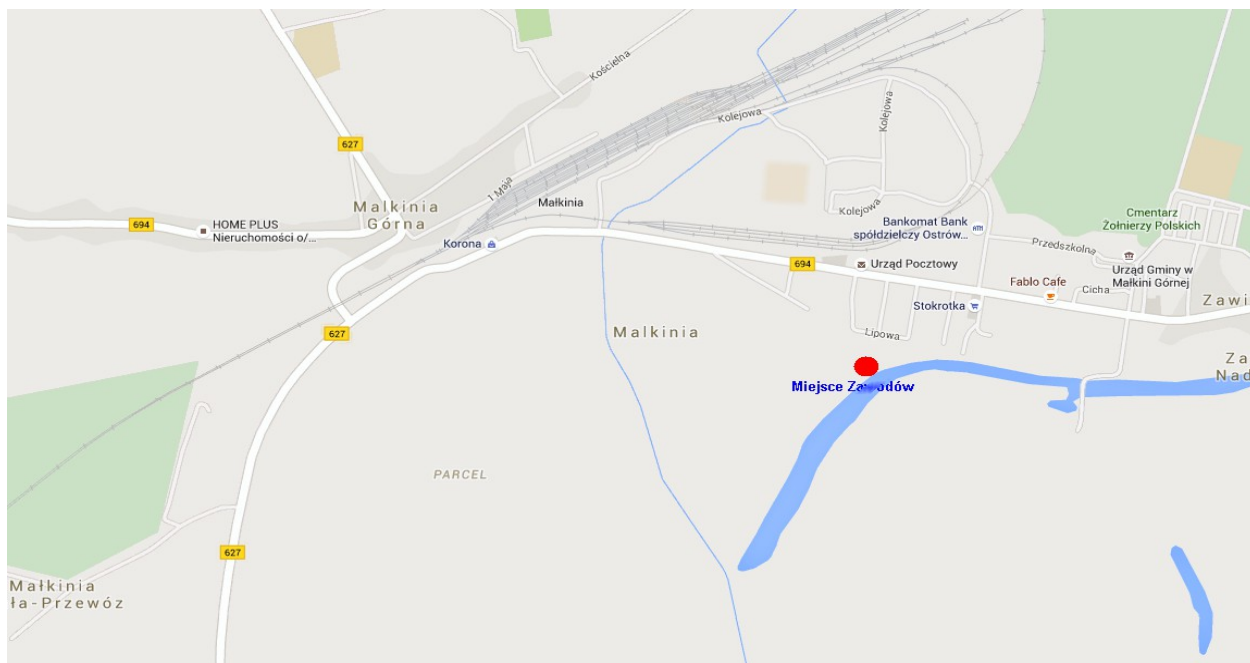 Kościelna
Kolejowa
Kolejowa
627
1 Maja
Małkinia
Malkinia
Górna
Kolejowa
Cmentarz
Żołnierzy Polskich
694
HOME PLUS
Nieruchomości o/...
Korona
Bankomat Bank
spółdzielczy Ostrów...
Przedszkolna
Urząd Gminy w
Małkini Górnej
694
Urząd Pocztowy
Fablo Cafe
Cicha
Zawi
Stokrotka
627
Malkinia
Lipowa
Za
Nad
Miejsce Zawodów
PARCEL
627
Małkinia
ła-Przewóz